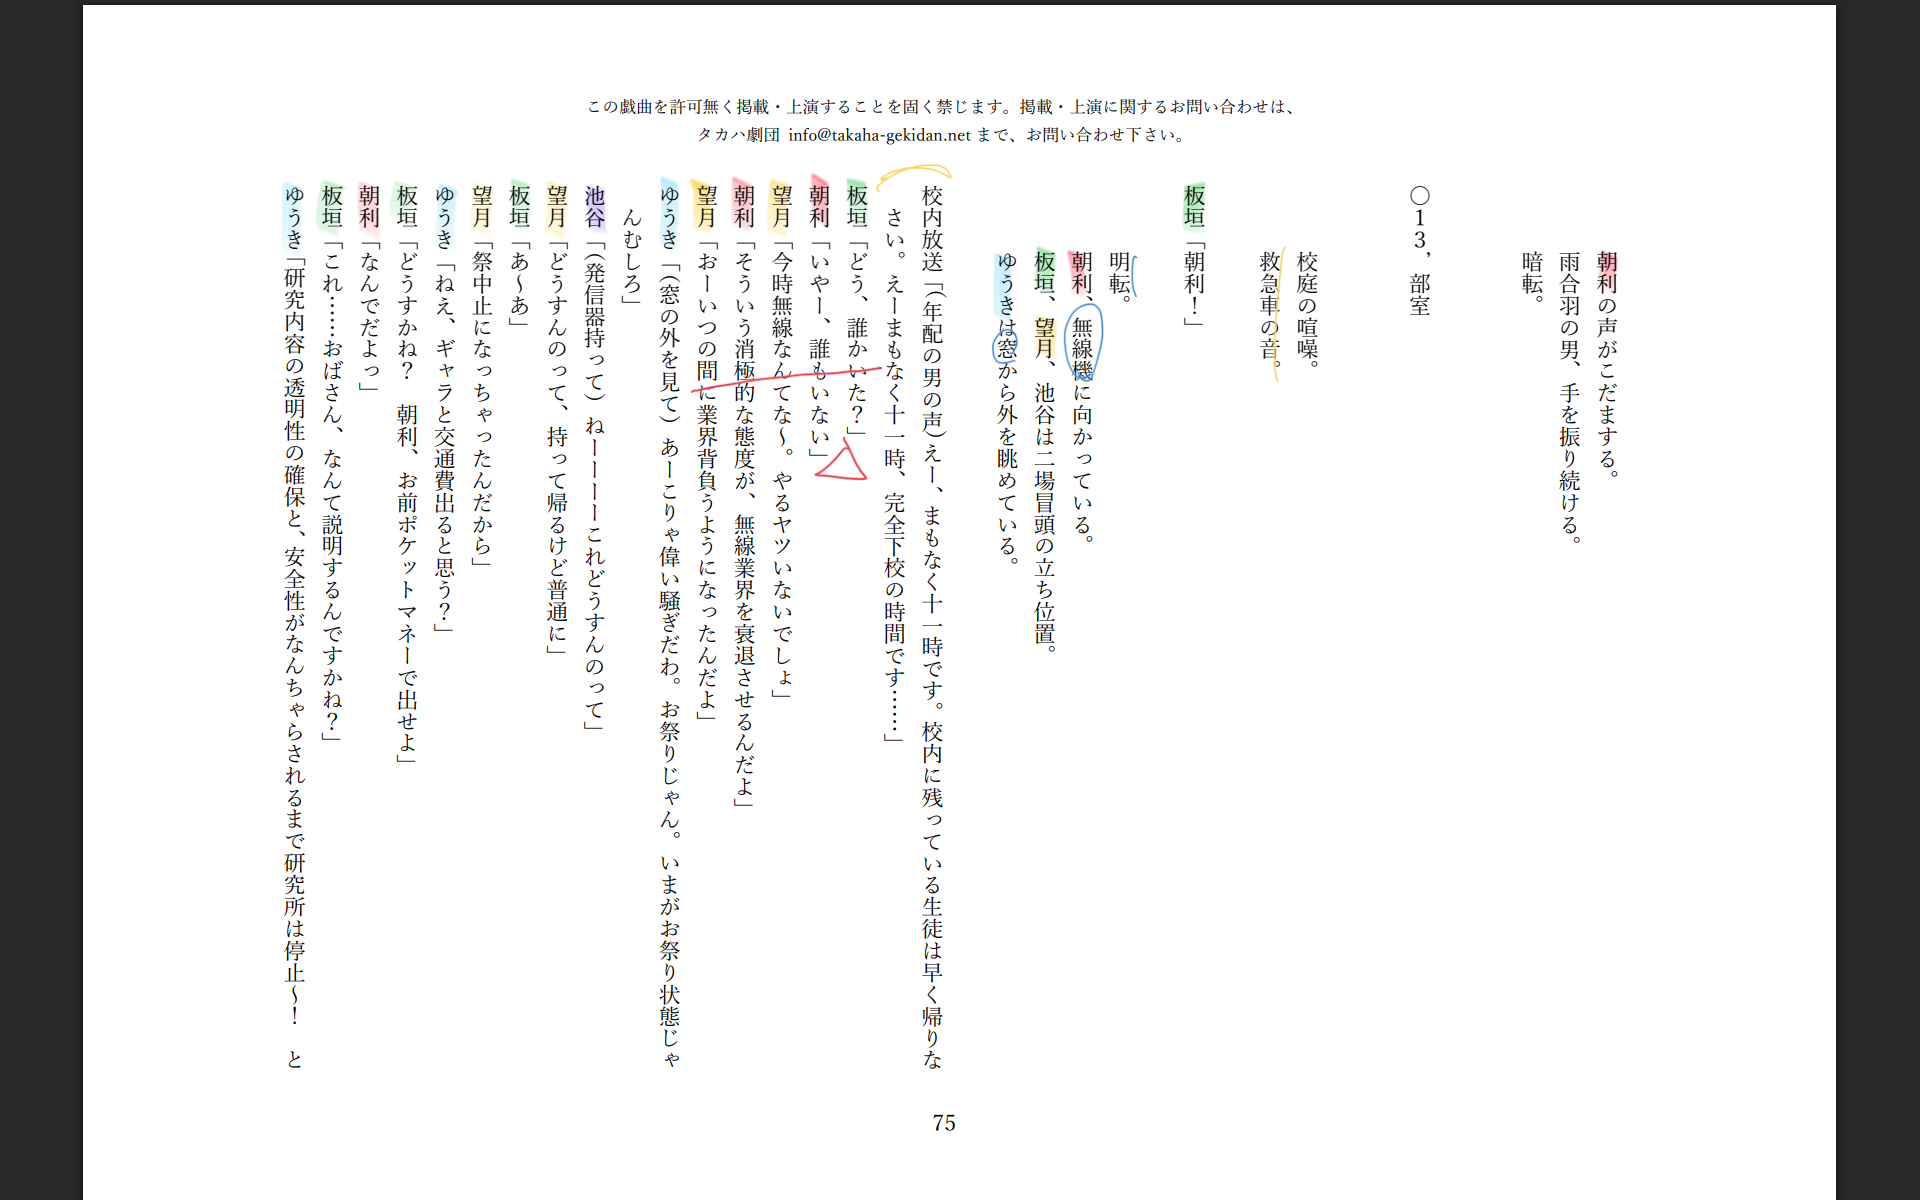 この戯曲を許可無く掲載・上演することを固く禁じます。掲載・上演に関するお問い合わせは、
タカハ劇団 info@takaha-gekidan.net まで、お問い合わせ下さい。
朝利の声がこだまする。
雨合羽の男、手を振り続ける。
暗転。
〇13，部室
校庭の喧噪。
救急車の音。
板垣「朝利！」
明転。
朝利、無線機に向かっている。
板垣、望月、池谷は二場冒頭の立ち位置。
ゆうきは窓から外を眺めている。
校内放送「（年配の男の声）えー、まもなく十一時です。校内に残っている生徒は早く帰りな
さい。えーまもなく十一時、完全下校の時間です……」
板垣「どう、誰かいた？」
朝利「いやー、誰もいない」
望月「今時無線なんてな～。やるヤツいないでしょ」
朝利「そういう消極的な態度が、無線業界を衰退させるんだよ」
望月「おーいつの間に業界背負うようになったんだよ」
ゆうき「（窓の外を見て）あーこりゃ偉い騒ぎだわ。お祭りじゃん。いまがお祭り状態じゃ
んむしろ」
池谷「（発信器持って）ねーーーーーこれどうすんのって」
望月「どうすんのって、持って帰るけど普通に」
板垣「あ～あ」
望月「祭中止になっちゃったんだから」
ゆうき「ねえ、ギャラと交通費出ると思う？」
板垣「どうすかね？　朝利、お前ポケットマネーで出せよ」
朝利「なんでだよっ」
板垣「これ……おばさん、なんて説明するんですかね？」
ゆうき「研究内容の透明性の確保と、安全性がなんちゃらされるまで研究所は停止～！　と
75